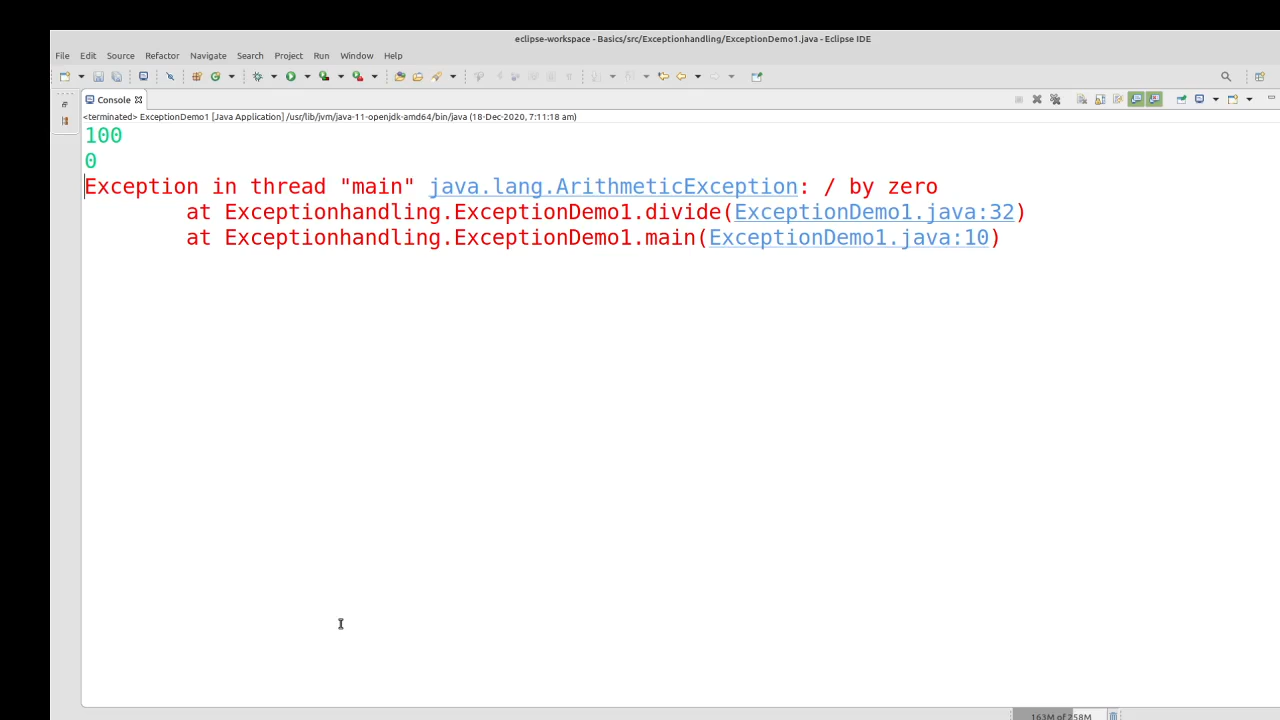 eclipse-workspace - Basics/src/Exceptionhandling/ExceptionDemo1.java - Eclipse IDE
File Edit Source Refactor Navigate Search Project Run Window Help
Console
<terminated> ExceptionDemo1 [Java Application] /usr/lib/jvm/java-11-openjdk-amd64/bin/java (18-Dec-2020, 7:11:18 am)
100
0
Exception in thread "main" java.lang.ArithmeticException: / by zero
at Exceptionhandling.ExceptionDemo1.divide(ExceptionDemo1.java:32)
at Exceptionhandling.ExceptionDemo1.main(ExceptionDemo1.java:10)
163M of 258M